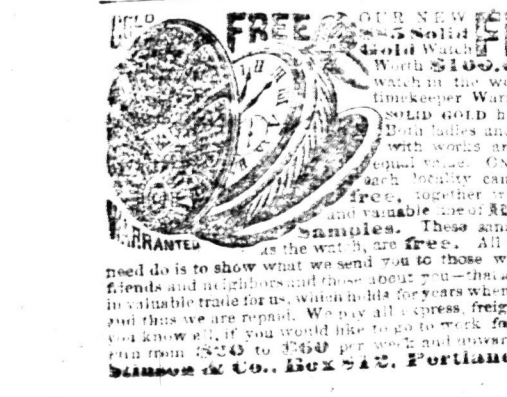 FREE
OUR NEW
Solid
Gold Watch
Worth $100.
watch in the
timekeeper War
SOLID GOLD
Both ladies and
with works
equal value.
each locality can
free, together
and valuable line of
Samples. These
WARRANTED
as the watch, are free. All
need do is to show what we send you to those
friends and neighbors and those about you—that
in valuable trade for us, which holds for years when
and thus we are repaid. We pay all express, freig
you know all, if you would like to go to work fo
earn from $20 to $60 per week and upwar
Stinson & Co., Box 812, Portland